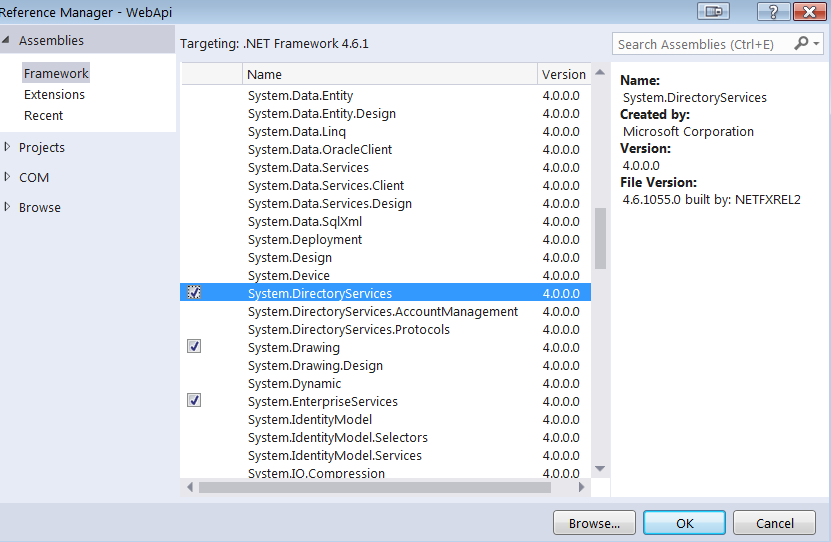 Reference Manager - WebApi
Assemblies
Framework
Extensions
Recent
Projects
COM
Browse
Targeting: .NET Framework 4.6.1
Search Assemblies (Ctrl+E)
Name Version
System.Data.Entity 4.0.0.0
System.Data.Entity.Design 4.0.0.0
System.Data.Linq 4.0.0.0
System.Data.OracleClient 4.0.0.0
System.Data.Services 4.0.0.0
System.Data.Services.Client 4.0.0.0
System.Data.Services.Design 4.0.0.0
System.Data.SqlXml 4.0.0.0
System.Deployment 4.0.0.0
System.Design 4.0.0.0
System.Device 4.0.0.0
System.DirectoryServices 4.0.0.0
System.DirectoryServices.AccountManagement 4.0.0.0
System.DirectoryServices.Protocols 4.0.0.0
System.Drawing 4.0.0.0
System.Drawing.Design 4.0.0.0
System.Dynamic 4.0.0.0
System.EnterpriseServices 4.0.0.0
System.IdentityModel 4.0.0.0
System.IdentityModel.Selectors 4.0.0.0
System.IdentityModel.Services 4.0.0.0
System.IO.Compression 4.0.0.0
Name:
System.DirectoryServices
Created by:
Microsoft Corporation
Version:
4.0.0.0
File Version:
4.6.1055.0 built by: NETFXREL2
Browse... OK Cancel